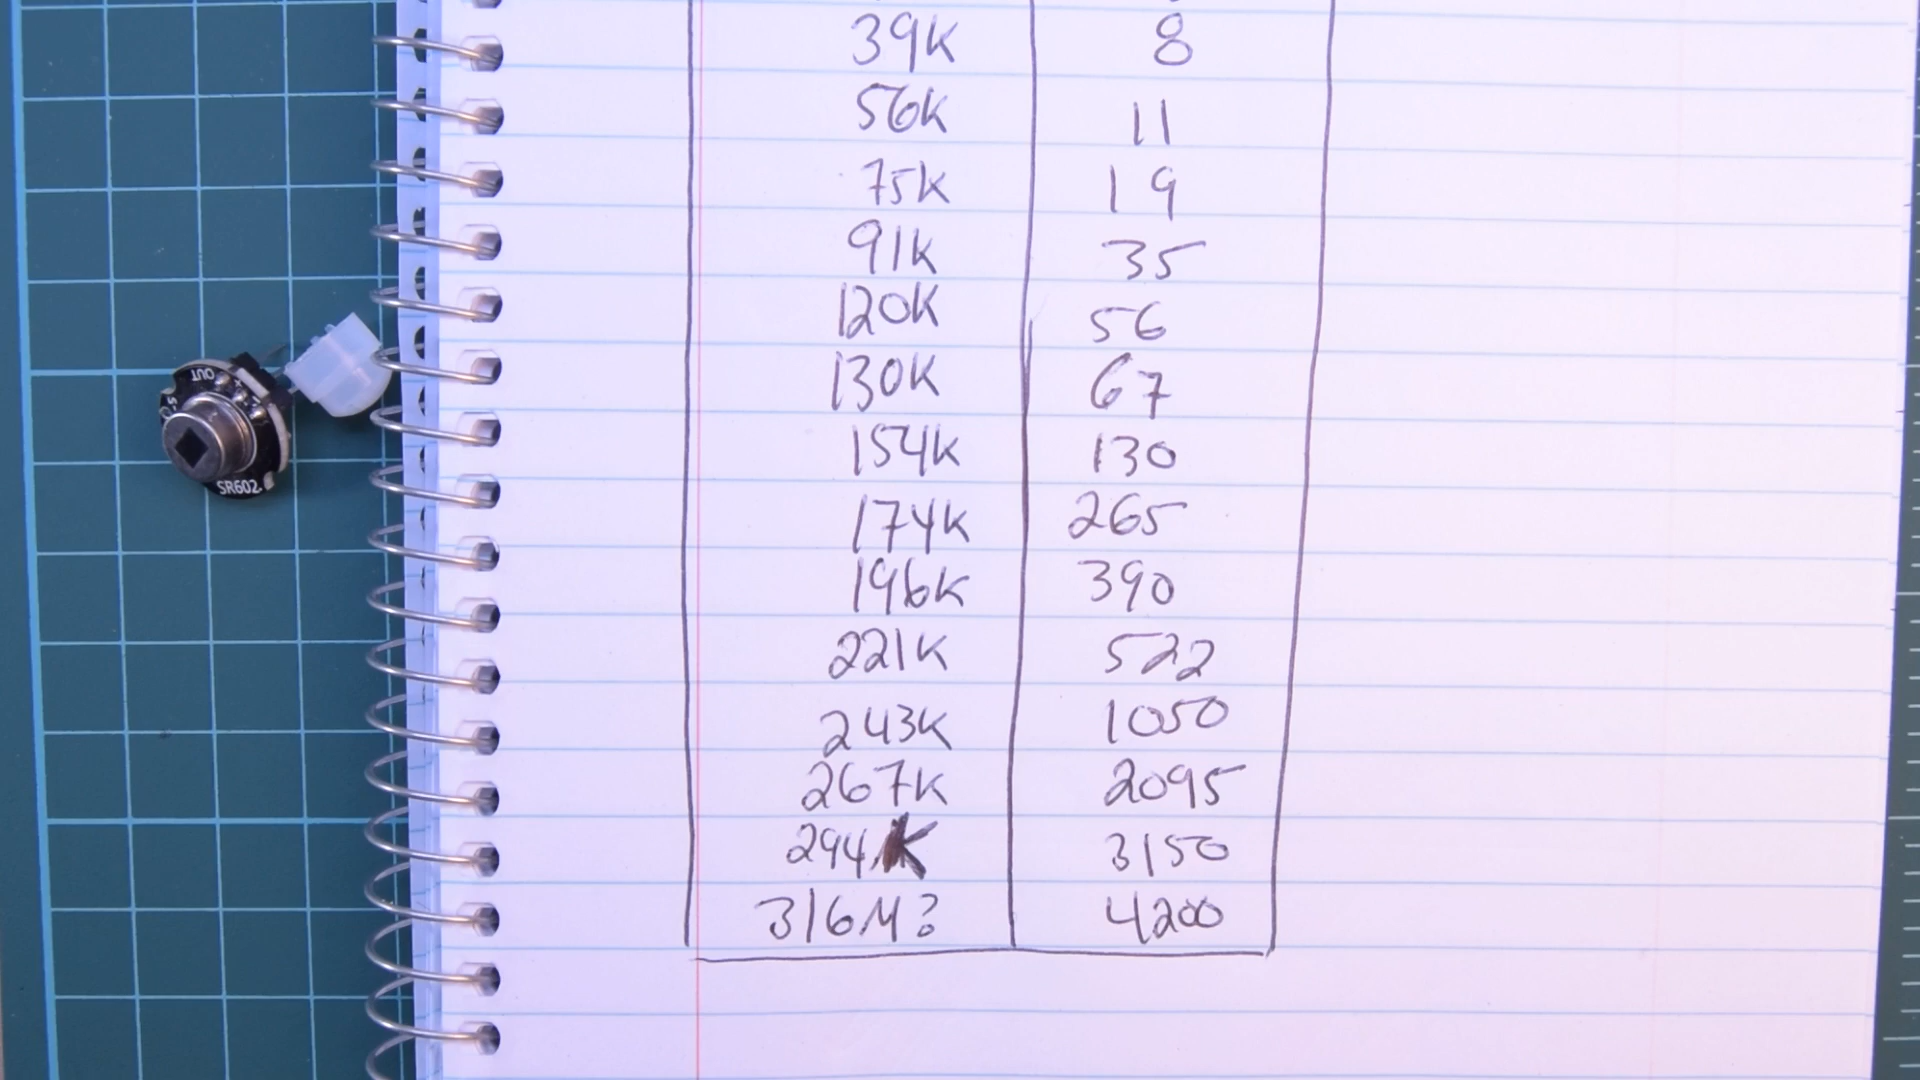 39K 8
56K 11
75K 19
91K 35
120K 56
130K 67
154K 130
174K 265
196K 390
221K 522
243K 1050
267K 2095
294K 3150
316M? 4200
OUT
+
-
SR602